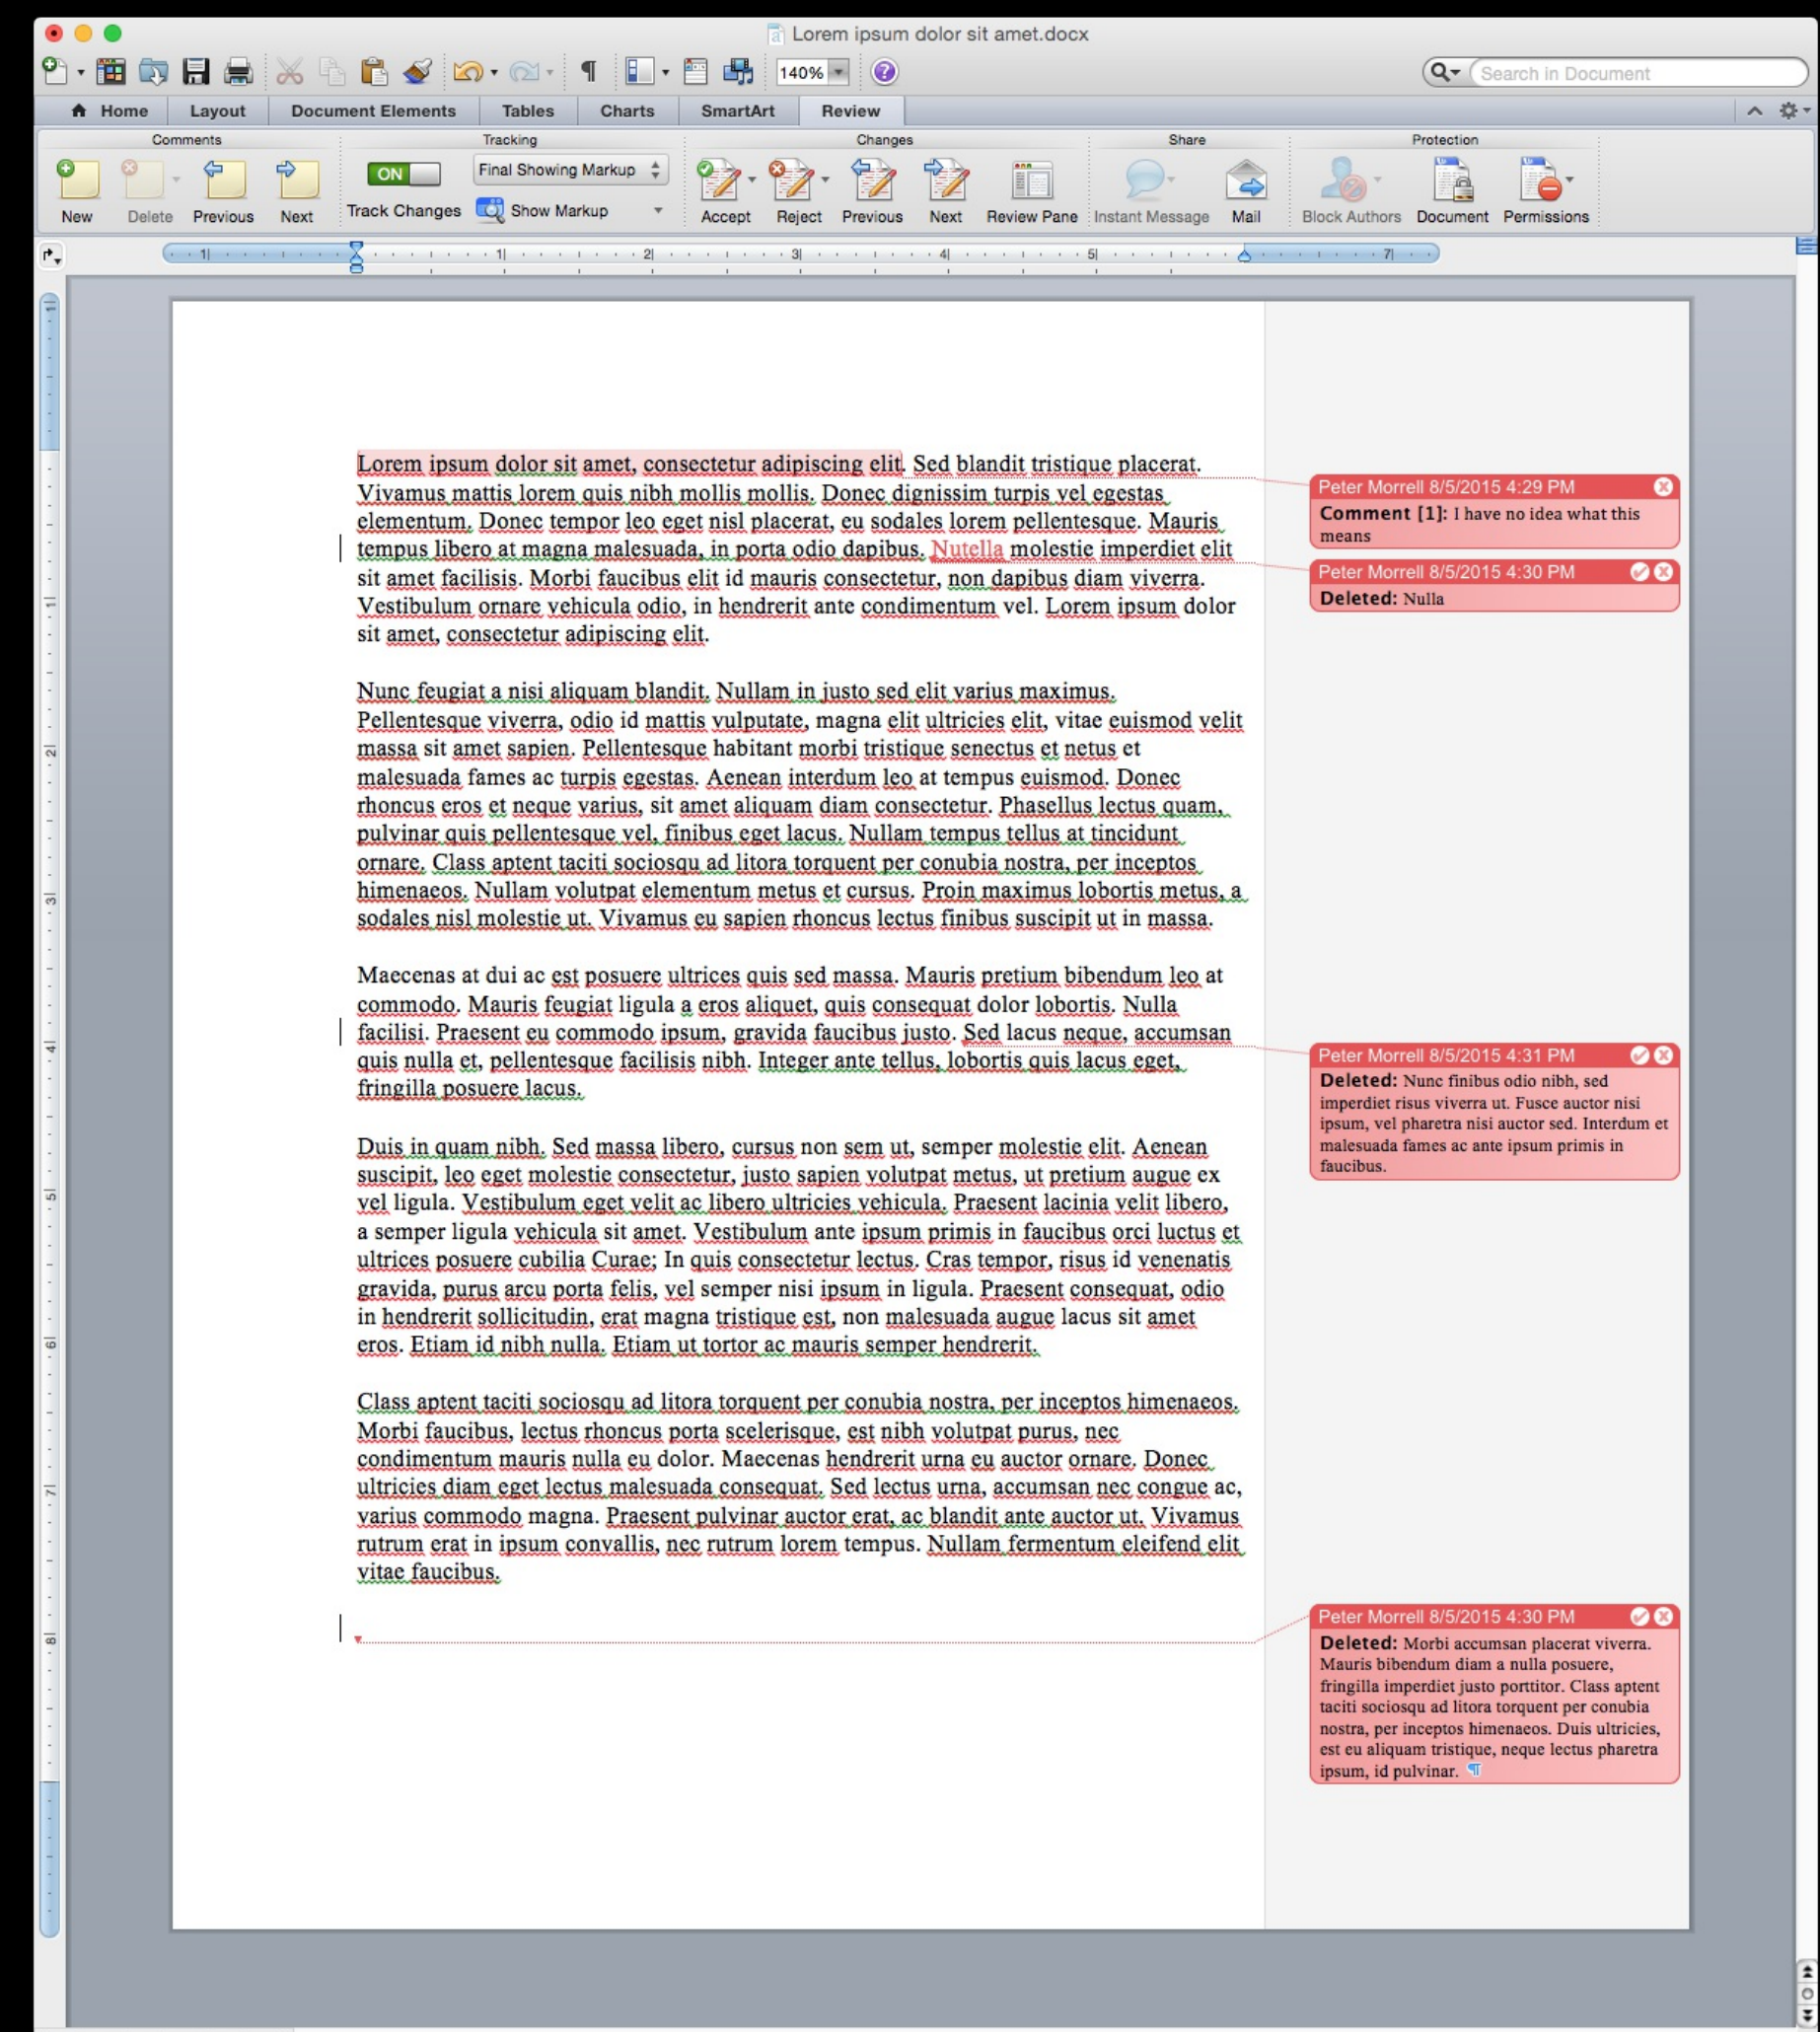 Lorem ipsum dolor sit amet.docx
140%
Search in Document
Home Layout Document Elements Tables Charts SmartArt Review
Comments Tracking Changes Share Protection
ON
Final Showing Markup
Track Changes
Show Markup
New Delete Previous Next
Accept Reject Previous Next Review Pane Instant Message Mail Block Authors Document Permissions
1 1 2 3 4 5 7
1
1
2
3
4
5
6
7
8
Lorem ipsum dolor sit amet, consectetur adipiscing elit. Sed blandit tristique placerat.
Vivamus mattis lorem quis nibh mollis mollis. Donec dignissim turpis vel egestas
elementum. Donec tempor leo eget nisl placerat, eu sodales lorem pellentesque. Mauris
tempus libero at magna malesuada, in porta odio dapibus. Nutella molestie imperdiet elit
sit amet facilisis. Morbi faucibus elit id mauris consectetur, non dapibus diam viverra.
Vestibulum ornare vehicula odio, in hendrerit ante condimentum vel. Lorem ipsum dolor
sit amet, consectetur adipiscing elit.
Nunc feugiat a nisi aliquam blandit. Nullam in justo sed elit varius maximus.
Pellentesque viverra, odio id mattis vulputate, magna elit ultricies elit, vitae euismod velit
massa sit amet sapien. Pellentesque habitant morbi tristique senectus et netus et
malesuada fames ac turpis egestas. Aenean interdum leo at tempus euismod. Donec
rhoncus eros et neque varius, sit amet aliquam diam consectetur. Phasellus lectus quam,
pulvinar quis pellentesque vel, finibus eget lacus. Nullam tempus tellus at tincidunt
ornare. Class aptent taciti sociosqu ad litora torquent per conubia nostra, per inceptos
himenaeos. Nullam volutpat elementum metus et cursus. Proin maximus lobortis metus, a
sodales nisl molestie ut. Vivamus eu sapien rhoncus lectus finibus suscipit ut in massa.
Maecenas at dui ac est posuere ultrices quis sed massa. Mauris pretium bibendum leo at
commodo. Mauris feugiat ligula a eros aliquet, quis consequat dolor lobortis. Nulla
facilisi. Praesent eu commodo ipsum, gravida faucibus justo. Sed lacus neque, accumsan
quis nulla et, pellentesque facilisis nibh. Integer ante tellus, lobortis quis lacus eget,
fringilla posuere lacus.
Duis in quam nibh. Sed massa libero, cursus non sem ut, semper molestie elit. Aenean
suscipit, leo eget molestie consectetur, justo sapien volutpat metus, ut pretium augue ex
vel ligula. Vestibulum eget velit ac libero ultricies vehicula. Praesent lacinia velit libero,
a semper ligula vehicula sit amet. Vestibulum ante ipsum primis in faucibus orci luctus et
ultrices posuere cubilia Curae; In quis consectetur lectus. Cras tempor, risus id venenatis
gravida, purus arcu porta felis, vel semper nisi ipsum in ligula. Praesent consequat, odio
in hendrerit sollicitudin, erat magna tristique est, non malesuada augue lacus sit amet
eros. Etiam id nibh nulla. Etiam ut tortor ac mauris semper hendrerit.
Class aptent taciti sociosqu ad litora torquent per conubia nostra, per inceptos himenaeos.
Morbi faucibus, lectus rhoncus porta scelerisque, est nibh volutpat purus, nec
condimentum mauris nulla eu dolor. Maecenas hendrerit urna eu auctor ornare. Donec
ultricies diam eget lectus malesuada consequat. Sed lectus urna, accumsan nec congue ac,
varius commodo magna. Praesent pulvinar auctor erat, ac blandit ante auctor ut. Vivamus
rutrum erat in ipsum convallis, nec rutrum lorem tempus. Nullam fermentum eleifend elit
vitae faucibus.
Peter Morrell 8/5/2015 4:29 PM
Comment [1]: I have no idea what this
means
Peter Morrell 8/5/2015 4:30 PM
Deleted: Nulla
Peter Morrell 8/5/2015 4:31 PM
Deleted: Nunc finibus odio nibh, sed
imperdiet risus viverra ut. Fusce auctor nisi
ipsum, vel pharetra nisi auctor sed. Interdum et
malesuada fames ac ante ipsum primis in
faucibus.
Peter Morrell 8/5/2015 4:30 PM
Deleted: Morbi accumsan placerat viverra.
Mauris bibendum diam a nulla posuere,
fringilla imperdiet justo porttitor. Class aptent
taciti sociosqu ad litora torquent per conubia
nostra, per inceptos himenaeos. Duis ultricies,
est eu aliquam tristique, neque lectus pharetra
ipsum, id pulvinar. ¶